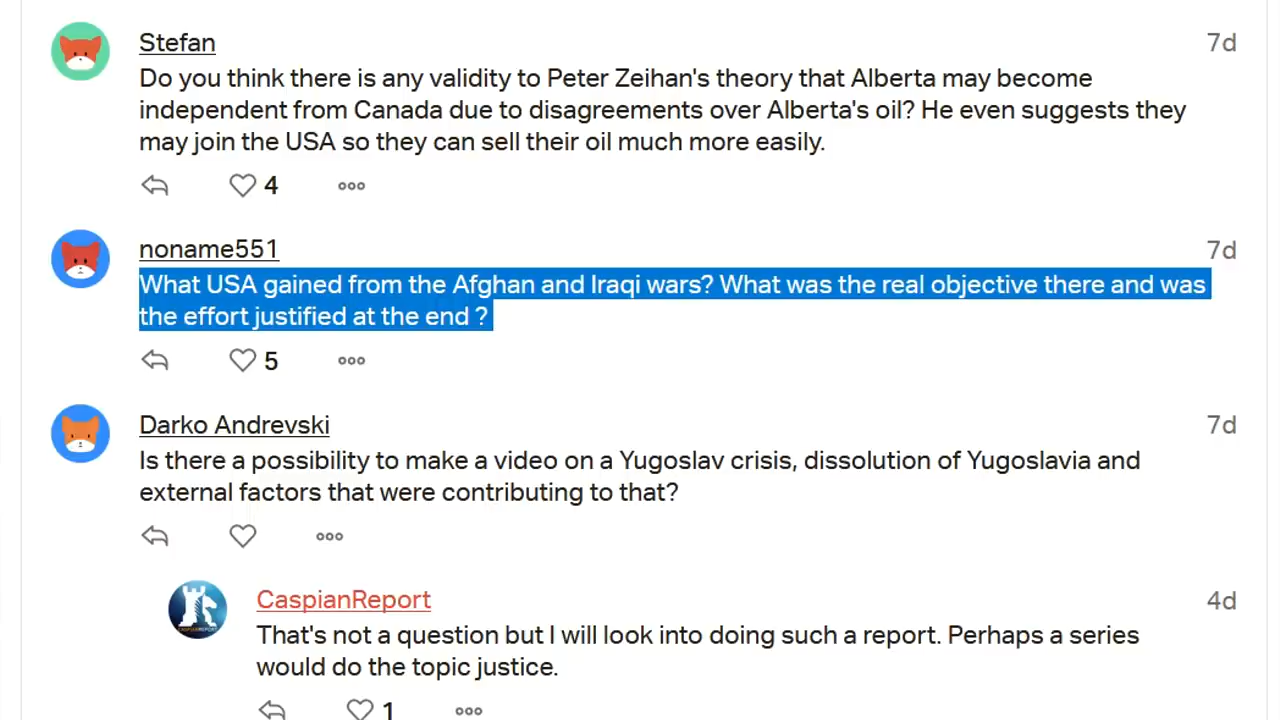 Stefan
7d
Do you think there is any validity to Peter Zeihan's theory that Alberta may become
independent from Canada due to disagreements over Alberta's oil? He even suggests they
may join the USA so they can sell their oil much more easily.
4
noname551
7d
What USA gained from the Afghan and Iraqi wars? What was the real objective there and was
the effort justified at the end ?
5
Darko Andrevski
7d
Is there a possibility to make a video on a Yugoslav crisis, dissolution of Yugoslavia and
external factors that were contributing to that?
CaspianReport
4d
That's not a question but I will look into doing such a report. Perhaps a series
would do the topic justice.
1